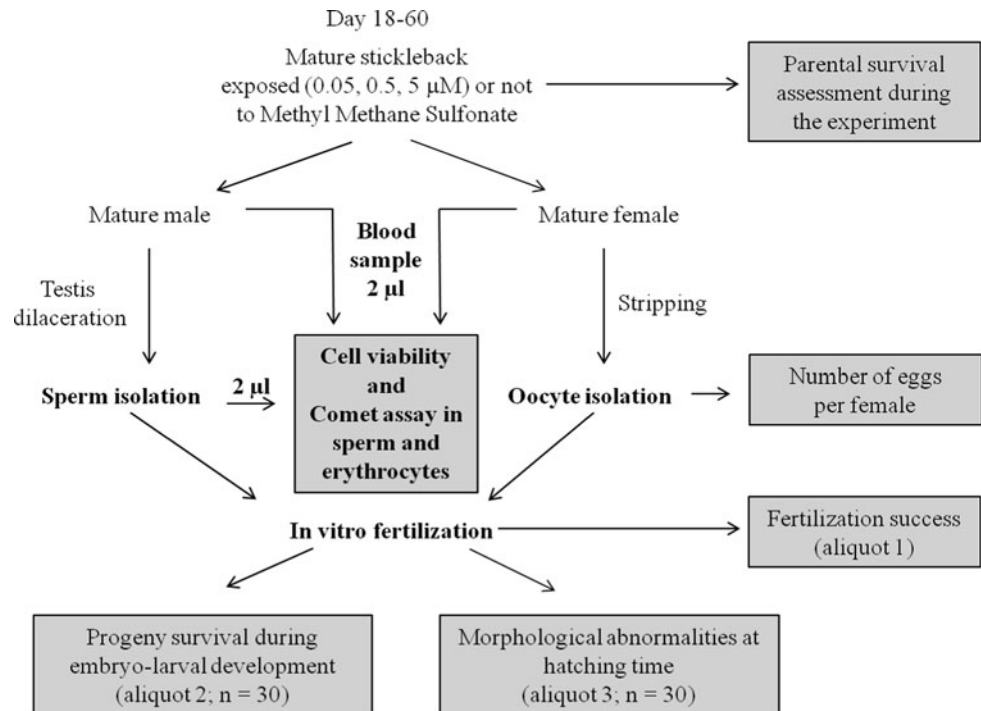 Day 18-60
Mature stickleback
exposed (0.05, 0.5, 5 µM) or not
to Methyl Methane Sulfonate
Parental survival
assessment during
the experiment
Mature male
Mature female
Blood
sample
2 µl
Testis
dilaceration
Stripping
Sperm isolation
2 µl
Cell viability
and
Comet assay in
sperm and
erythrocytes
Oocyte isolation
Number of eggs
per female
In vitro fertilization
Fertilization success
(aliquot 1)
Progeny survival during
embryo-larval development
(aliquot 2; n = 30)
Morphological abnormalities at
hatching time
(aliquot 3; n = 30)